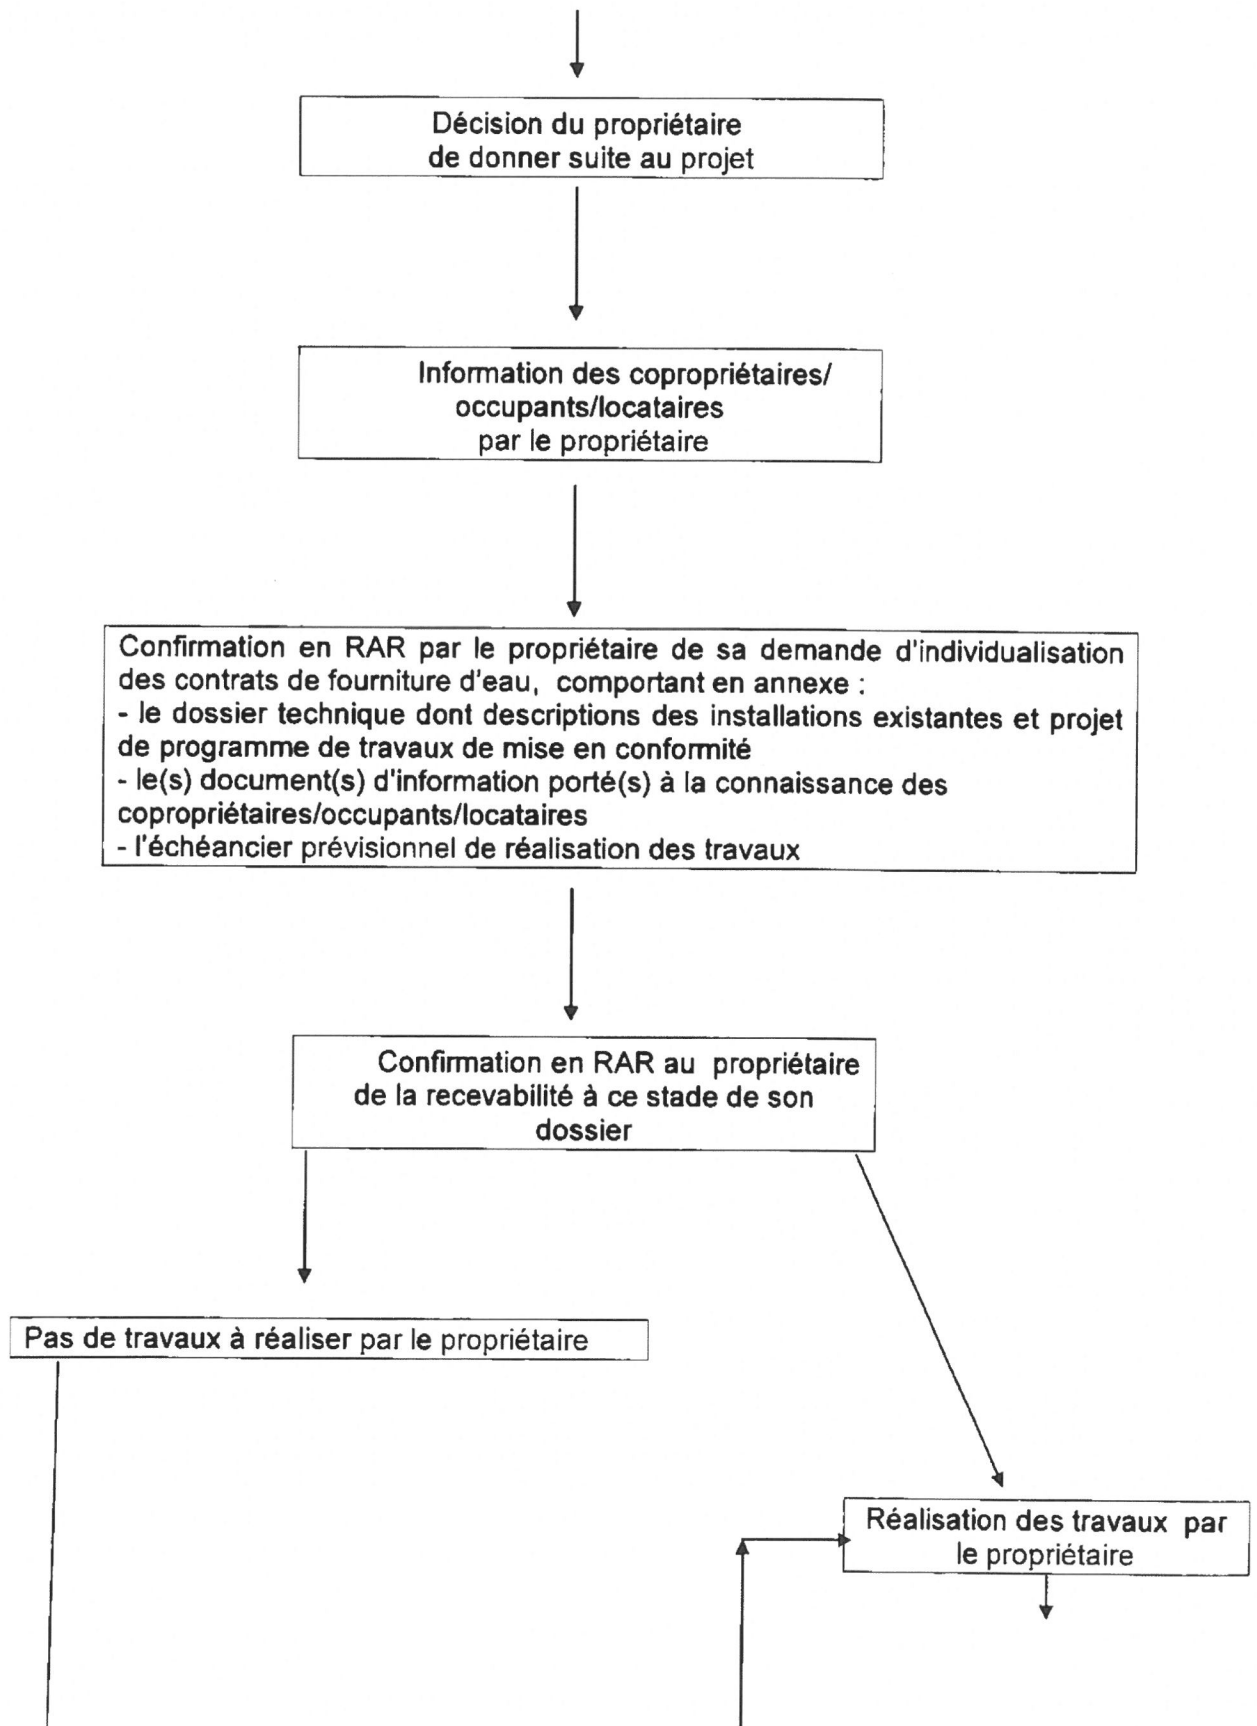 Décision du propriétaire
de donner suite au projet
Information des copropriétaires/
occupants/locataires
par le propriétaire
Confirmation en RAR par le propriétaire de sa demande d'individualisation
des contrats de fourniture d'eau, comportant en annexe :
- le dossier technique dont descriptions des installations existantes et projet
de programme de travaux de mise en conformité
- le(s) document(s) d'information porté(s) à la connaissance des
copropriétaires/occupants/locataires
- l'échéancier prévisionnel de réalisation des travaux
Confirmation en RAR au propriétaire
de la recevabilité à ce stade de son
dossier
Pas de travaux à réaliser par le propriétaire
Réalisation des travaux par
le propriétaire